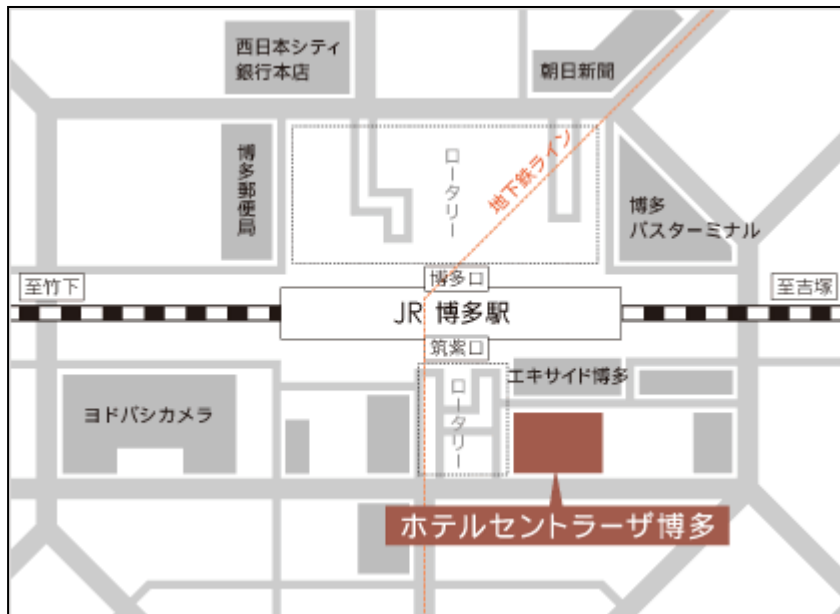 西日本シティ
銀行本店
朝日新聞
博多郵便局
ロータリー
地下鉄ライン
博多
バスターミナル
至竹下
博多口
至吉塚
JR 博多駅
筑紫口
エキサイド博多
ヨドバシカメラ
ロータリー
ホテルセントラーザ博多